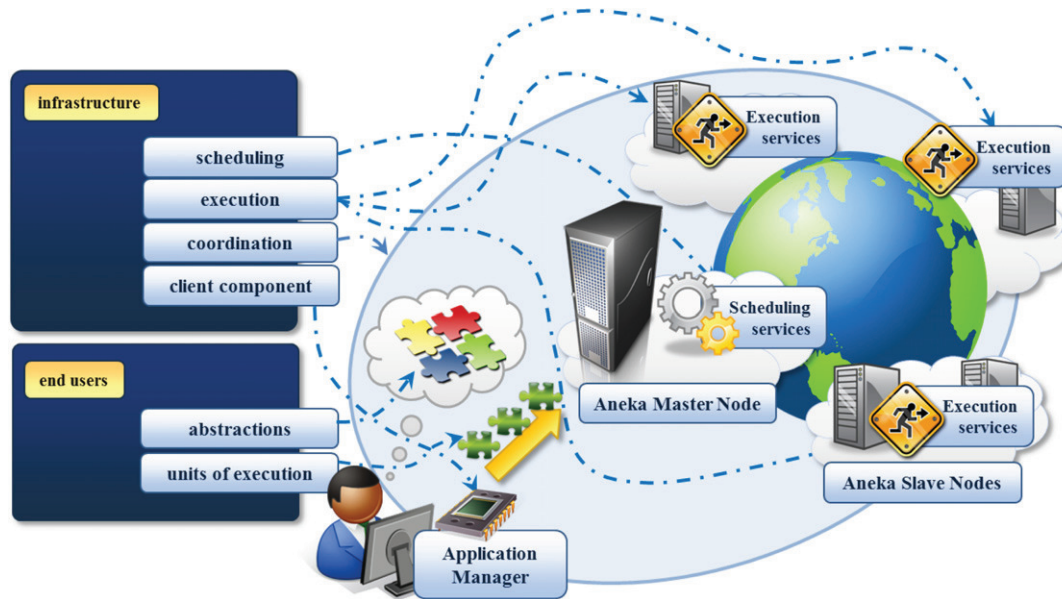 infrastructure
scheduling
execution
coordination
client component
end users
abstractions
units of execution
Execution
services
Execution
services
Scheduling
services
Aneka Master Node
Execution
services
Aneka Slave Nodes
Application
Manager